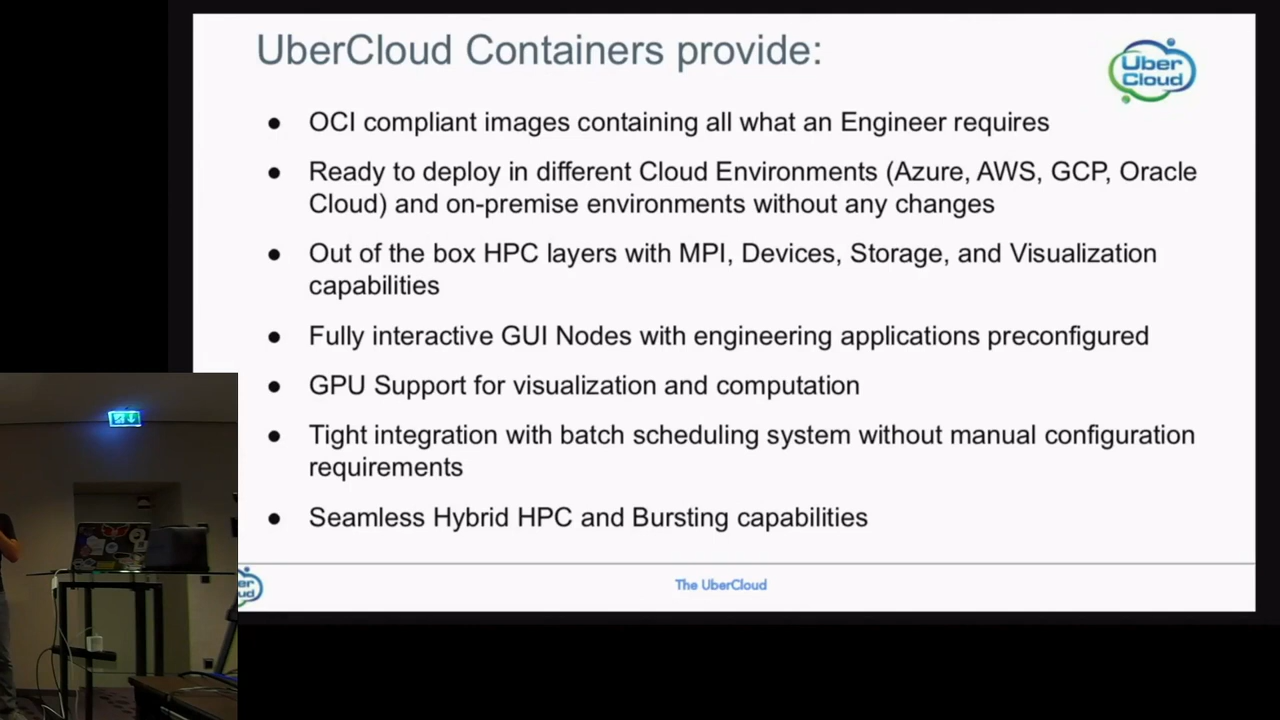 UberCloud Containers provide:
Uber
Cloud
● OCI compliant images containing all what an Engineer requires
● Ready to deploy in different Cloud Environments (Azure, AWS, GCP, Oracle
Cloud) and on-premise environments without any changes
● Out of the box HPC layers with MPI, Devices, Storage, and Visualization
capabilities
● Fully interactive GUI Nodes with engineering applications preconfigured
● GPU Support for visualization and computation
● Tight integration with batch scheduling system without manual configuration
requirements
● Seamless Hybrid HPC and Bursting capabilities
er
ud
The UberCloud